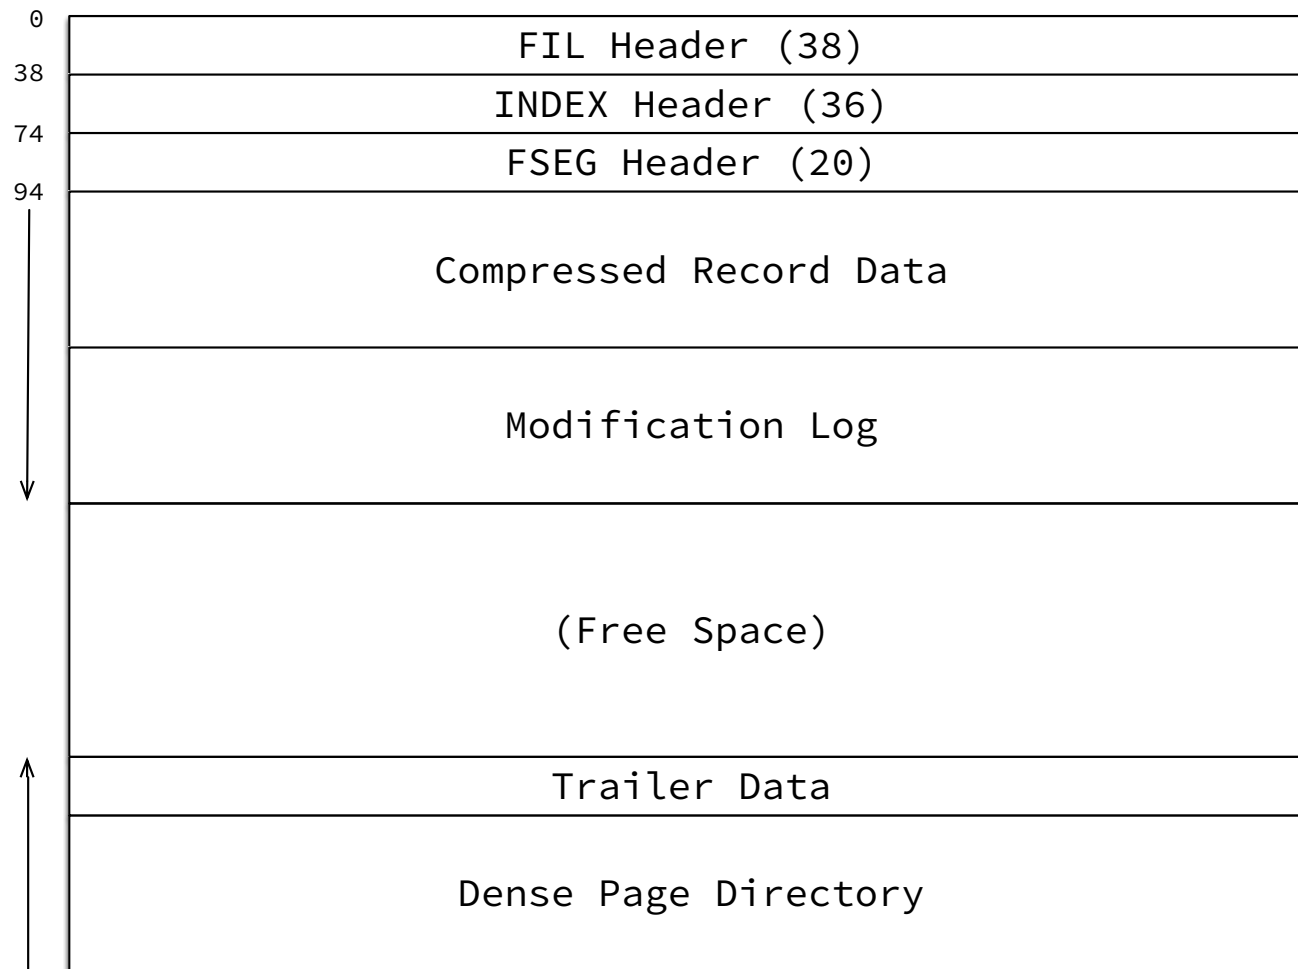 0
FIL Header (38)
38
INDEX Header (36)
74
FSEG Header (20)
94
Compressed Record Data
Modification Log
(Free Space)
Trailer Data
Dense Page Directory